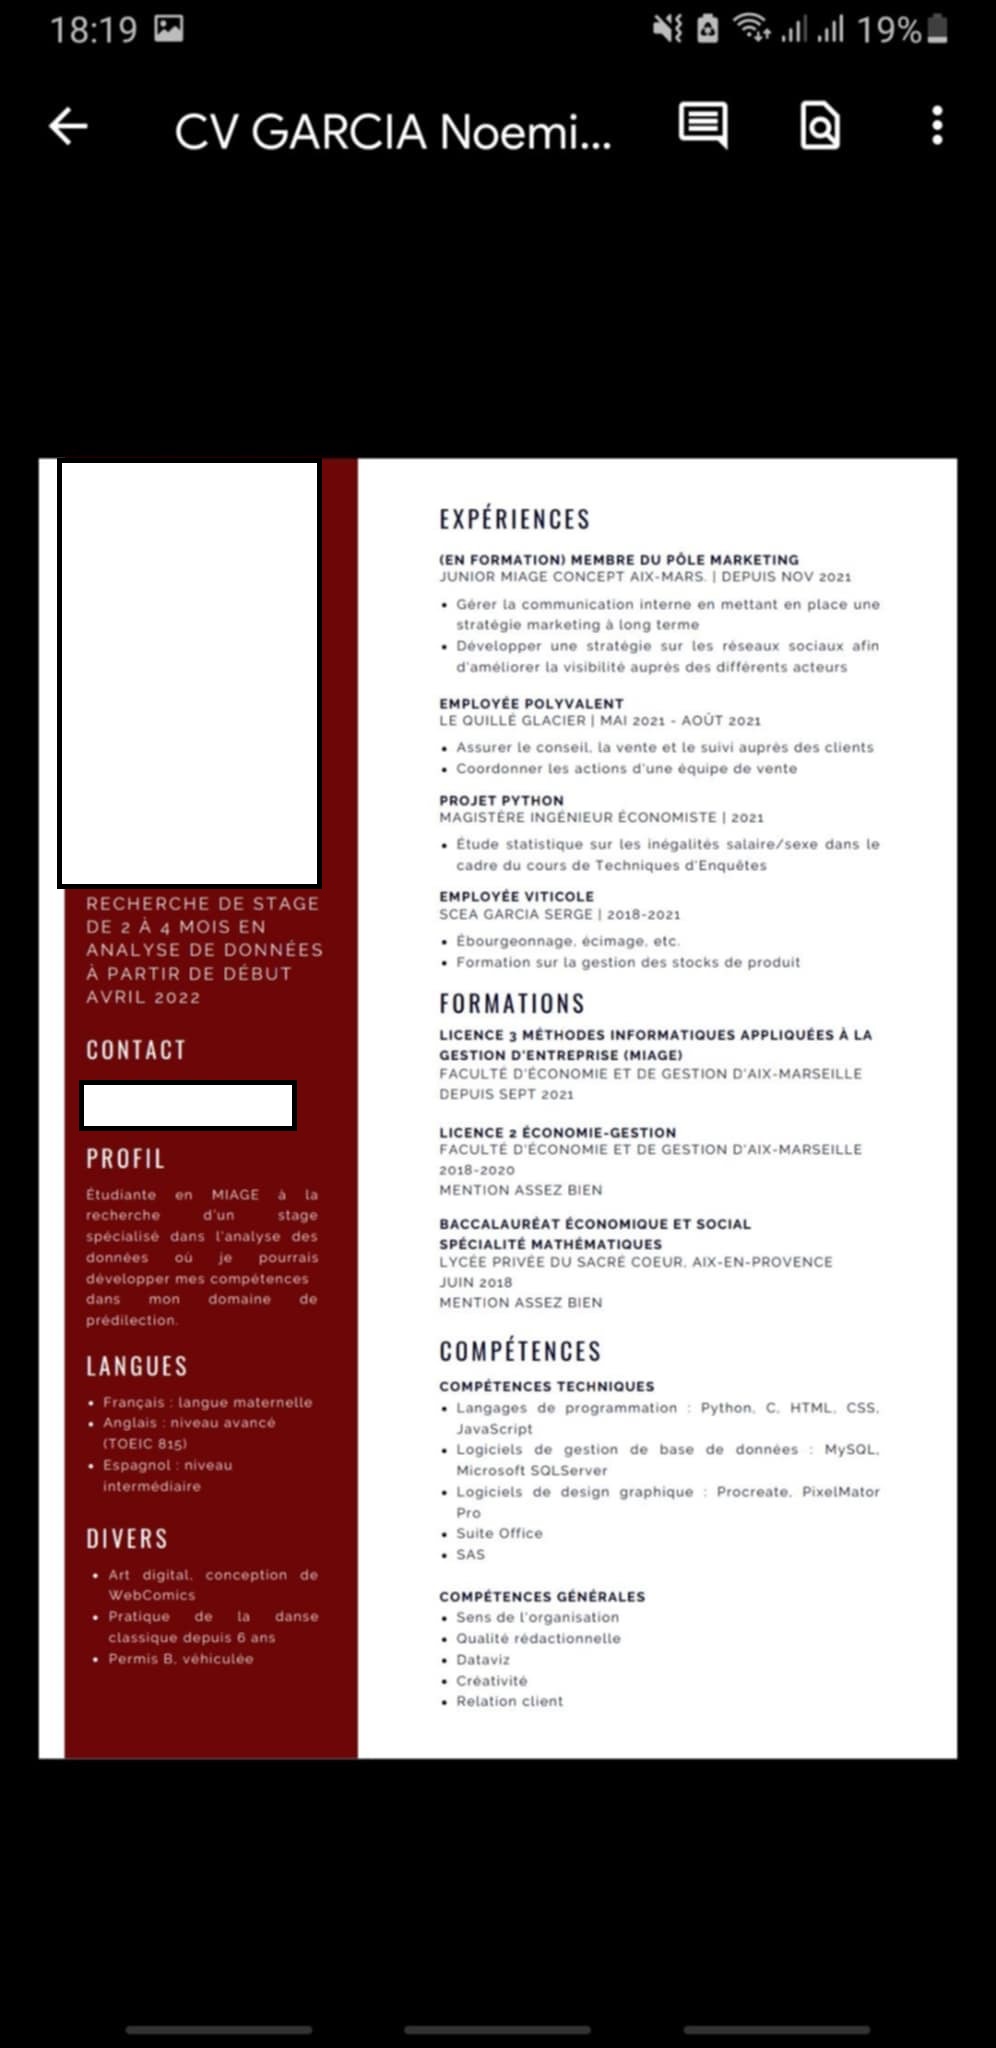 18:19
19%
CV GARCIA Noemi...
RECHERCHE DE STAGE
DE 2 À 4 MOIS EN
ANALYSE DE DONNÉES
À PARTIR DE DÉBUT
AVRIL 2022
CONTACT
PROFIL
Étudiante en MIAGE à la
recherche d'un stage
spécialisé dans l'analyse des
données où je pourrais
développer mes compétences
dans mon domaine de
prédilection.
LANGUES
• Français : langue maternelle
• Anglais : niveau avancé
(TOEIC 815)
• Espagnol : niveau
intermédiaire
DIVERS
• Art digital, conception de
WebComics
• Pratique de la danse
classique depuis 6 ans
• Permis B, véhiculée
EXPÉRIENCES
(EN FORMATION) MEMBRE DU PÔLE MARKETING
JUNIOR MIAGE CONCEPT AIX-MARS. | DEPUIS NOV 2021
• Gérer la communication interne en mettant en place une
stratégie marketing à long terme
• Développer une stratégie sur les réseaux sociaux afin
d'améliorer la visibilité auprès des différents acteurs
EMPLOYÉE POLYVALENT
LE QUILLÉ GLACIER | MAI 2021 - AOÛT 2021
• Assurer le conseil, la vente et le suivi auprès des clients
• Coordonner les actions d'une équipe de vente
PROJET PYTHON
MAGISTÈRE INGÉNIEUR ÉCONOMISTE | 2021
• Étude statistique sur les inégalités salaire/sexe dans le
cadre du cours de Techniques d'Enquêtes
EMPLOYÉE VITICOLE
SCEA GARCIA SERGE | 2018-2021
• Ébourgeonnage, écimage, etc.
• Formation sur la gestion des stocks de produit
FORMATIONS
LICENCE 3 MÉTHODES INFORMATIQUES APPLIQUÉES À LA
GESTION D'ENTREPRISE (MIAGE)
FACULTÉ D'ÉCONOMIE ET DE GESTION D'AIX-MARSEILLE
DEPUIS SEPT 2021
LICENCE 2 ÉCONOMIE-GESTION
FACULTÉ D'ÉCONOMIE ET DE GESTION D'AIX-MARSEILLE
2018-2020
MENTION ASSEZ BIEN
BACCALAURÉAT ÉCONOMIQUE ET SOCIAL
SPÉCIALITÉ MATHÉMATIQUES
LYCÉE PRIVÉE DU SACRÉ COEUR, AIX-EN-PROVENCE
JUIN 2018
MENTION ASSEZ BIEN
COMPÉTENCES
COMPÉTENCES TECHNIQUES
• Langages de programmation : Python, C, HTML, CSS,
JavaScript
• Logiciels de gestion de base de données : MySQL,
Microsoft SQLServer
• Logiciels de design graphique : Procreate, PixelMator
Pro
• Suite Office
• SAS
COMPÉTENCES GÉNÉRALES
• Sens de l'organisation
• Qualité rédactionnelle
• Dataviz
• Créativité
• Relation client